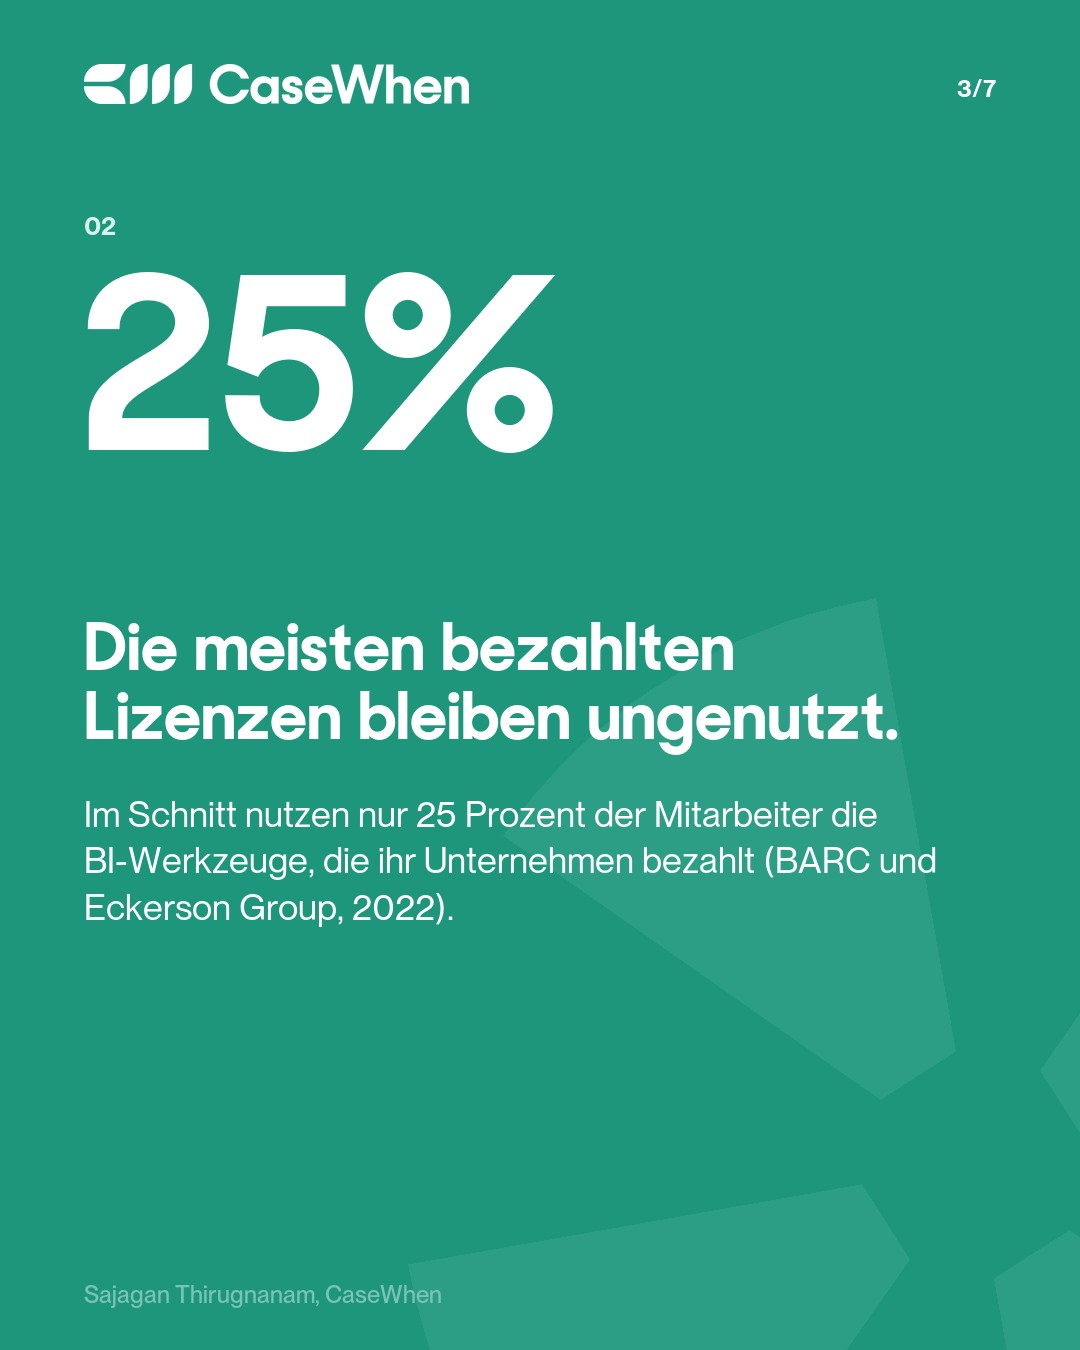 CaseWhen
3/7
02
25%
Die meisten bezahlten
Lizenzen bleiben ungenutzt.
Im Schnitt nutzen nur 25 Prozent der Mitarbeiter die
BI-Werkzeuge, die ihr Unternehmen bezahlt (BARC und
Eckerson Group, 2022).
Sajagan Thirugnanam, CaseWhen